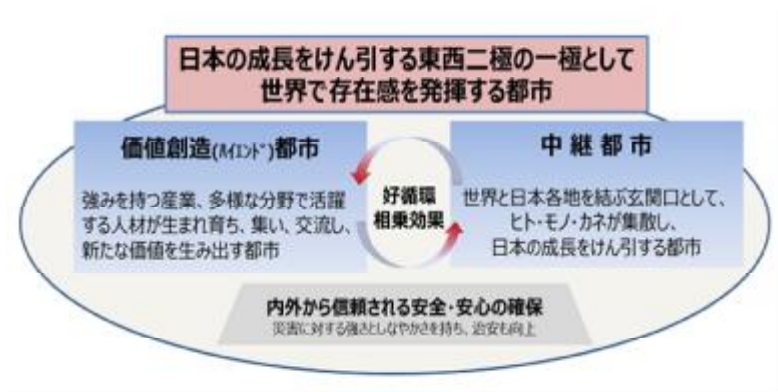 日本の成長をけん引する東西二極の一極として
世界で存在感を発揮する都市
価値創造(ハイエンド)都市
強みを持つ産業、多様な分野で活躍
する人材が生まれ育ち、集い、交流し、
新たな価値を生み出す都市
好循環
相乗効果
中継都市
世界と日本各地を結ぶ玄関口として、
ヒト・モノ・カネが集散し、
日本の成長をけん引する都市
内外から信頼される安全・安心の確保
災害に対する強さとしなやかさを持ち、治安も向上